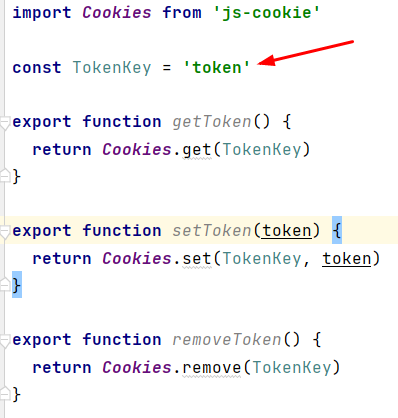 import Cookies from 'js-cookie'
const TokenKey = 'token'
export function getToken() {
return Cookies.get(TokenKey)
}
export function setToken(token) {
return Cookies.set(TokenKey, token)
}
export function removeToken() {
return Cookies.remove(TokenKey)
}